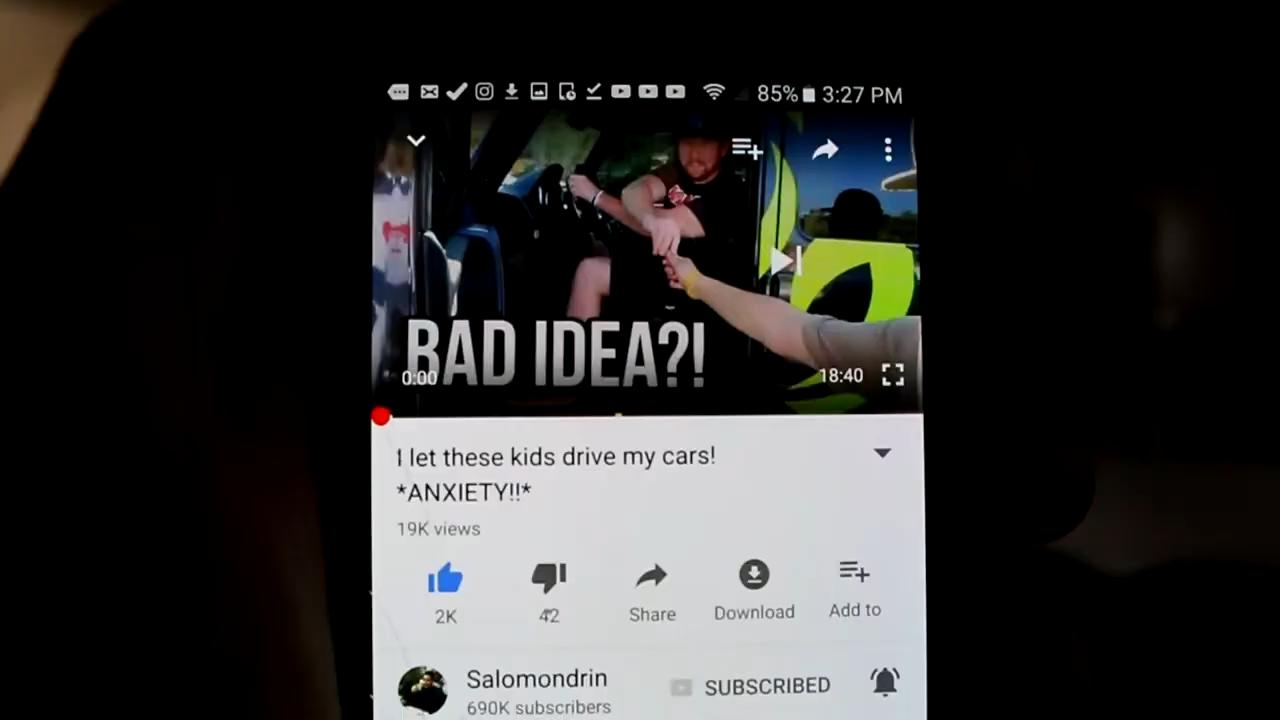 85% 3:27 PM
BAD IDEA?!
0:00
18:40
I let these kids drive my cars!
*ANXIETY!!*
19K views
2K
42
Share
Download
Add to
Salomondrin
SUBSCRIBED
690K subscribers